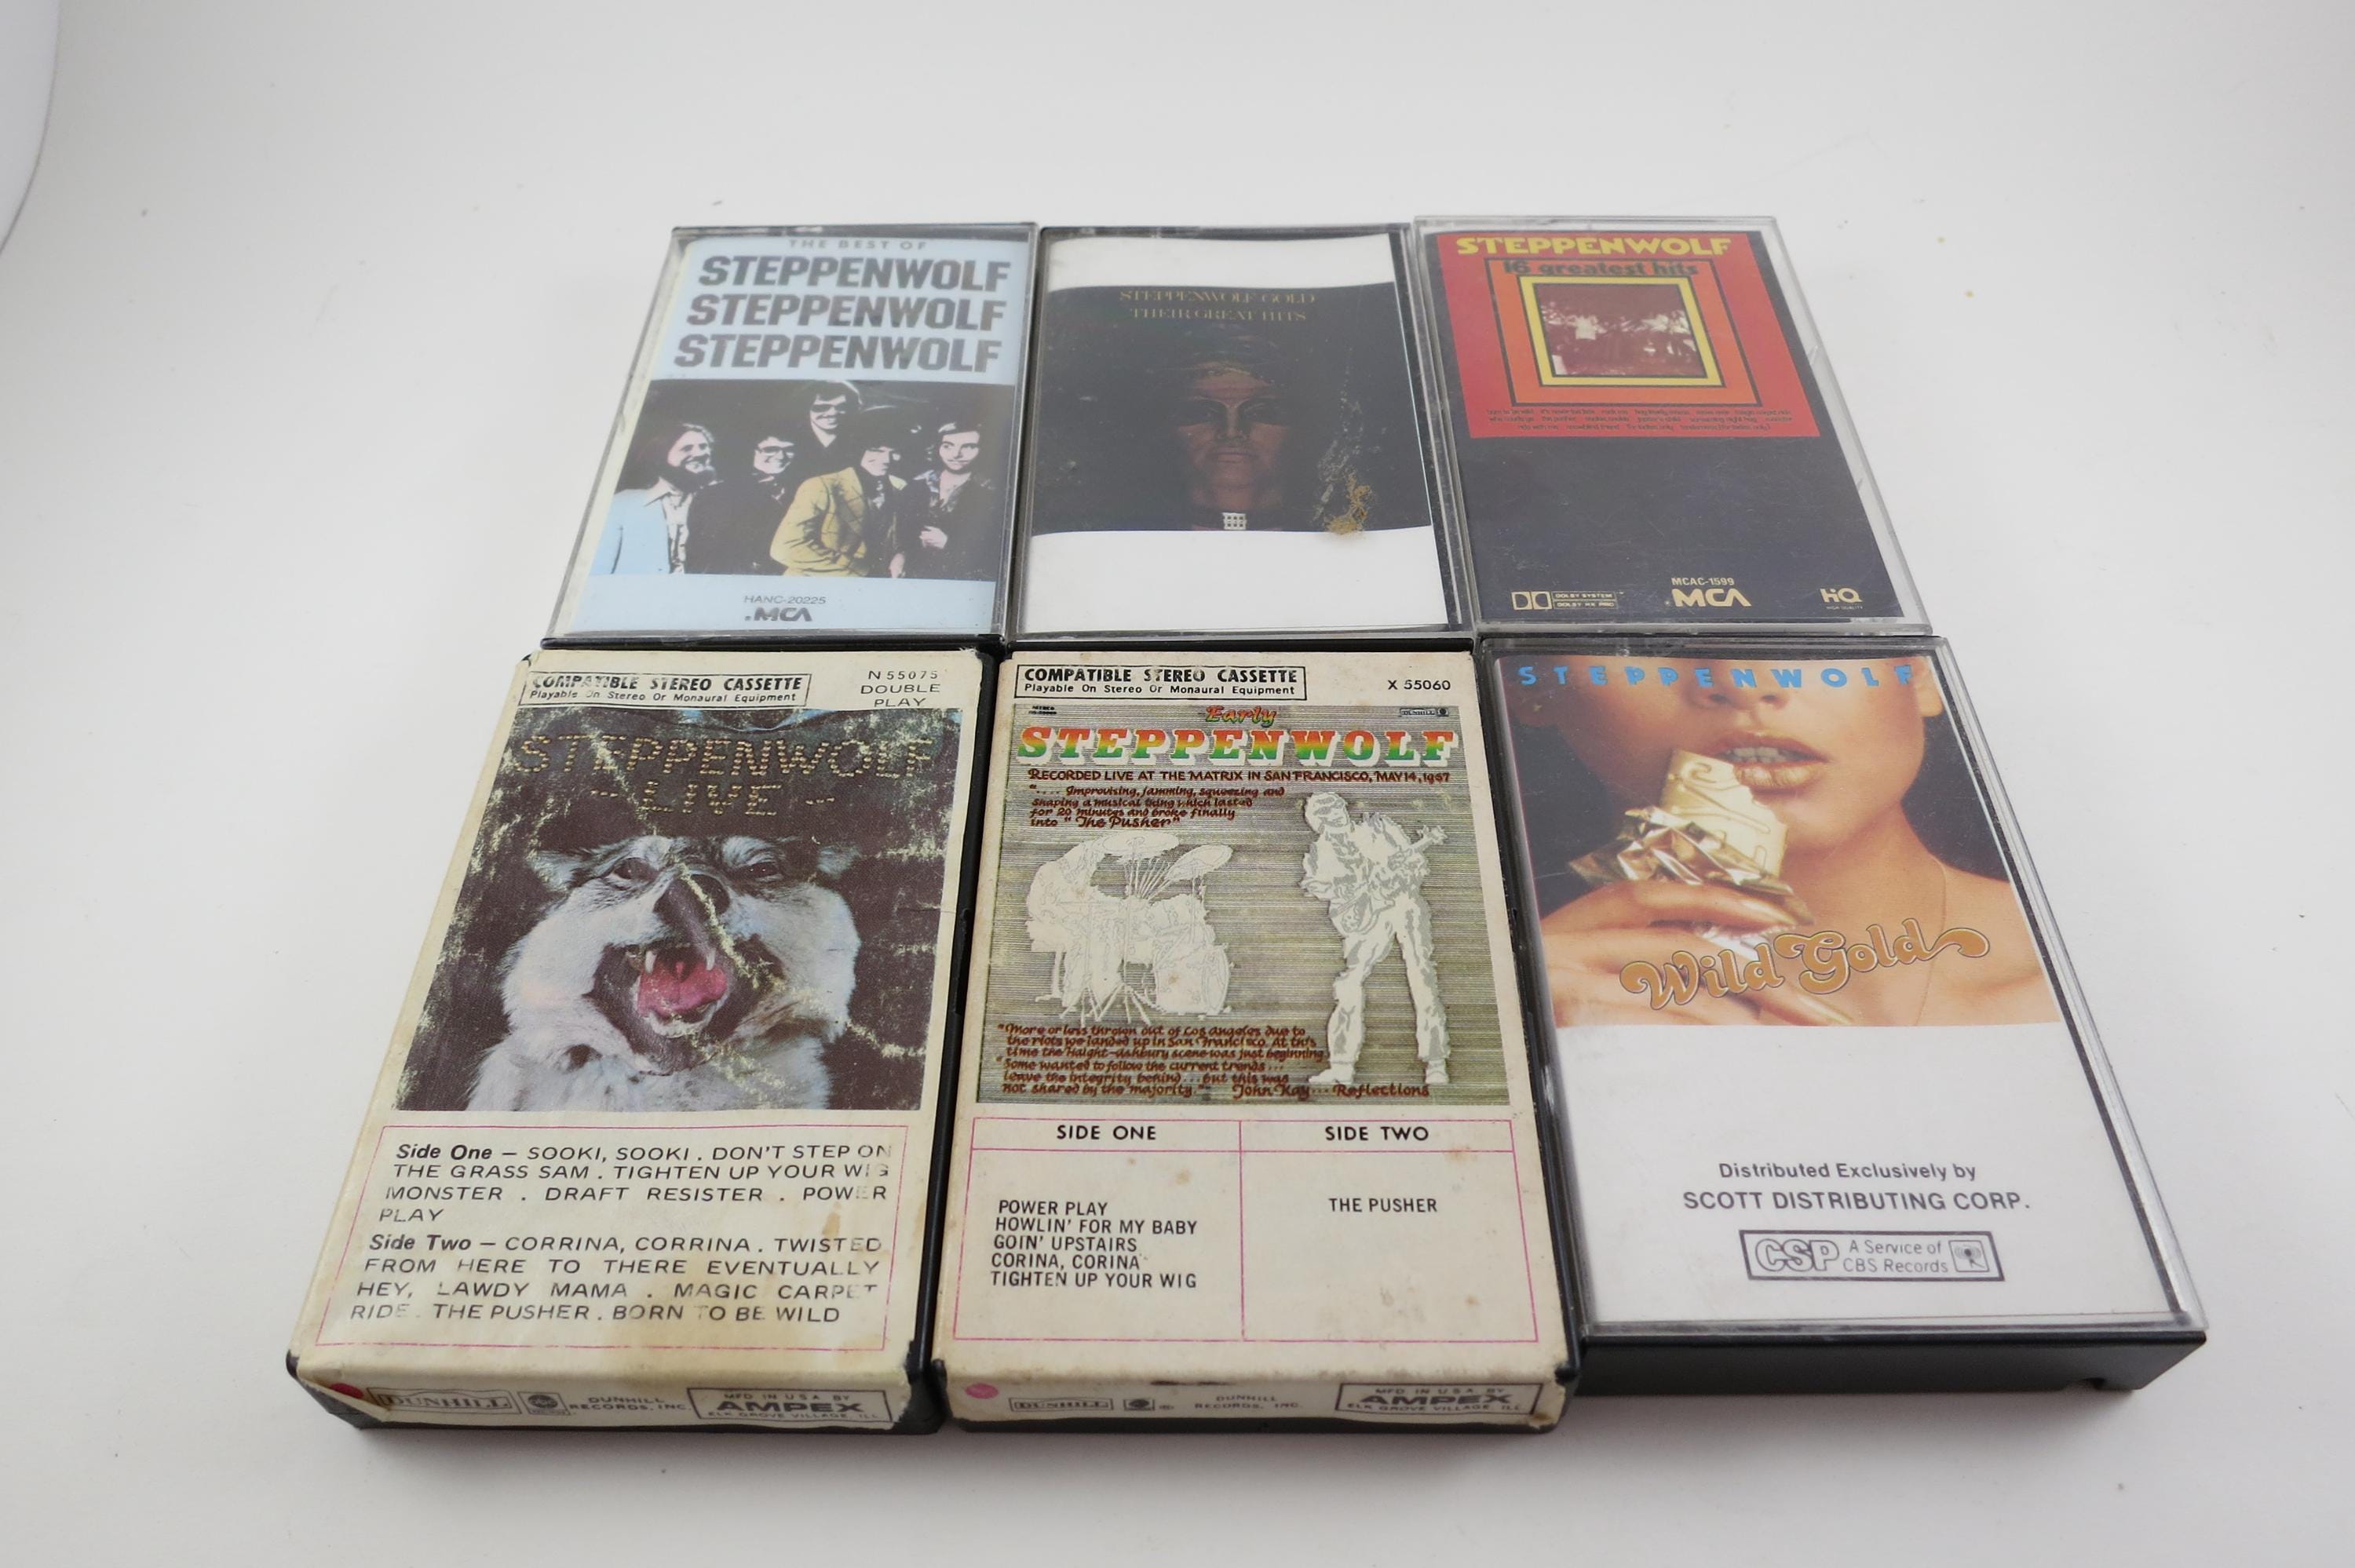 THE BEST OF
STEPPENWOLF
STEPPENWOLF
STEPPENWOLF
HANC-20225
.MCA
STEPPENWOLF GOLD
THEIR GREAT HITS
STEPPENWOLF
16 greatest hits
DOLBY SYSTEM
MCAC-1599
.MCA
HiQ
HIGH QUALITY
COMPATIBLE STEREO CASSETTE
Playable On Stereo Or Monaural Equipment
N 55075
DOUBLE
PLAY
STEPPENWOLF
-LIVE-
Side One – SOOKI, SOOKI . DON'T STEP ON
THE GRASS SAM . TIGHTEN UP YOUR WIG
MONSTER . DRAFT RESISTER . POWER
PLAY
Side Two – CORRINA, CORRINA . TWISTED
FROM HERE TO THERE EVENTUALLY
HEY, LAWDY MAMA . MAGIC CARPET
RIDE . THE PUSHER . BORN TO BE WILD
DUNHILL
DUNHILL
RECORDS, INC.
MFD IN U.S.A. BY
AMPEX
ELK GROVE VILLAGE, ILL.
COMPATIBLE STEREO CASSETTE
Playable On Stereo Or Monaural Equipment
X 55060
STEREO
DUNHILL
Early
STEPPENWOLF
RECORDED LIVE AT THE MATRIX IN SAN FRANCISCO, MAY 14, 1967
".... Improvising, jamming, squeezing and
shaping a musical thing which lasted
for 20 minutes and broke finally
into "The Pusher"
"More or less thrown out of Los Angeles due to
the riots we landed up in San Francisco. At this
time the Haight-Ashbury scene was just beginning
Some wanted to follow the current trends...
leave the integrity behind...but this was
not shared by the majority." John Kay...Reflections
SIDE ONE
SIDE TWO
POWER PLAY
HOWLIN' FOR MY BABY
GOIN' UPSTAIRS
CORINA, CORINA
TIGHTEN UP YOUR WIG
THE PUSHER
DUNHILL
DUNHILL
RECORDS, INC.
MFD IN U.S.A. BY
AMPEX
ELK GROVE VILLAGE, ILL.
STEPPENWOLF
Wild Gold
Distributed Exclusively by
SCOTT DISTRIBUTING CORP.
CSP
A Service of
CBS Records